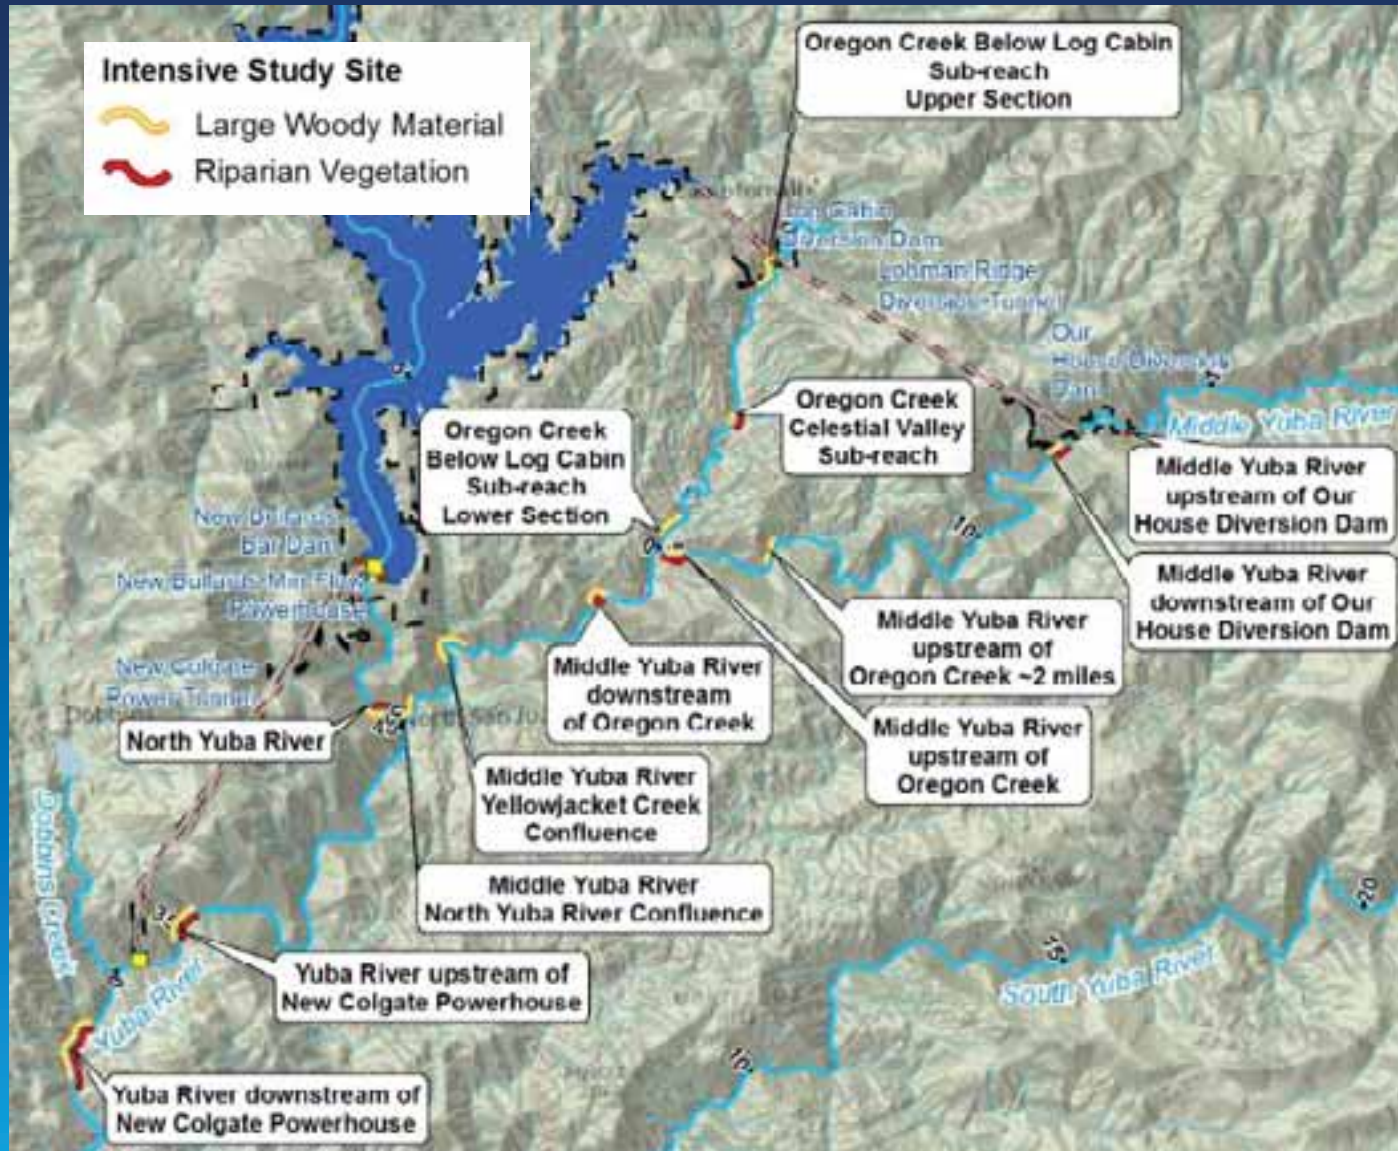 Intensive Study Site
Large Woody Material
Riparian Vegetation
Oregon Creek Below Log Cabin
Sub-reach
Upper Section
Log Cabin
Diversion Dam
Lohman Ridge
Diversion Tunnel
Our
House Diversion
Dam
Middle Yuba River
Oregon Creek
Celestial Valley
Sub-reach
Oregon Creek
Below Log Cabin
Sub-reach
Lower Section
Middle Yuba River
upstream of Our
House Diversion Dam
New Bullards
Bar Dam
New Bullards Min Flow
Powerhouse
10
Middle Yuba River
downstream of Our
House Diversion Dam
Middle Yuba River
upstream of
Oregon Creek ~2 miles
Middle Yuba River
downstream
of Oregon Creek
New Colgate
Power Tunnel
Middle Yuba River
upstream of
Oregon Creek
North San
North Yuba River
Middle Yuba River
Yellowjacket Creek
Confluence
Middle Yuba River
North Yuba River Confluence
Dobbins Creek
Yuba River
Yuba River upstream of
New Colgate Powerhouse
20
15
South Yuba River
10
Yuba River downstream of
New Colgate Powerhouse